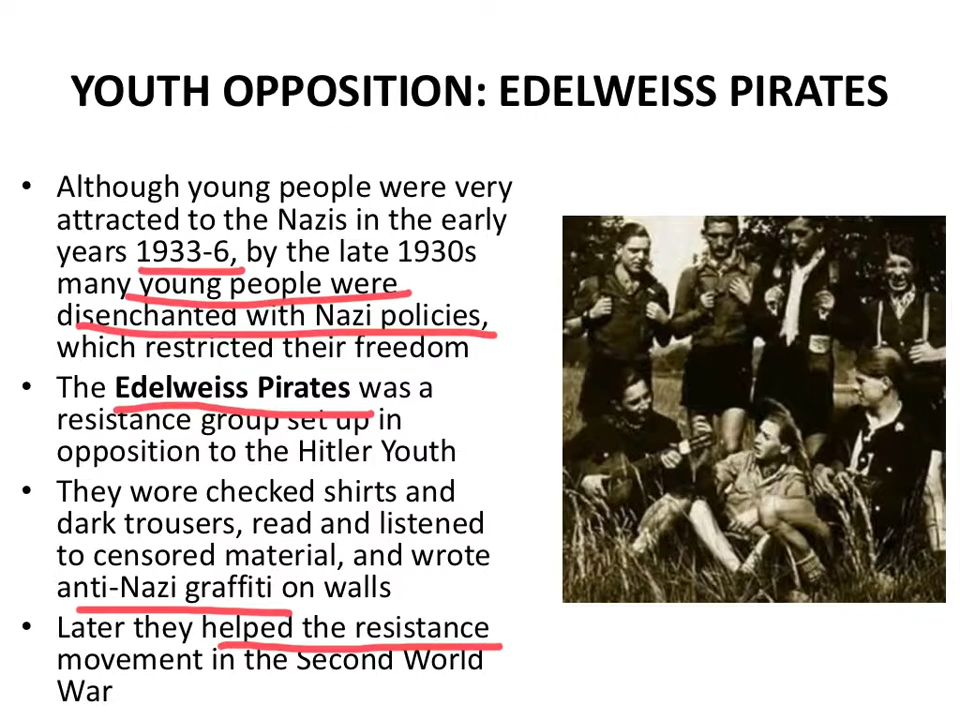 YOUTH OPPOSITION: EDELWEISS PIRATES
• Although young people were very
attracted to the Nazis in the early
years 1933-6, by the late 1930s
many young people were
disenchanted with Nazi policies,
which restricted their freedom
• The Edelweiss Pirates was a
resistance group set up in
opposition to the Hitler Youth
• They wore checked shirts and
dark trousers, read and listened
to censored material, and wrote
anti-Nazi graffiti on walls
• Later they helped the resistance
movement in the Second World
War